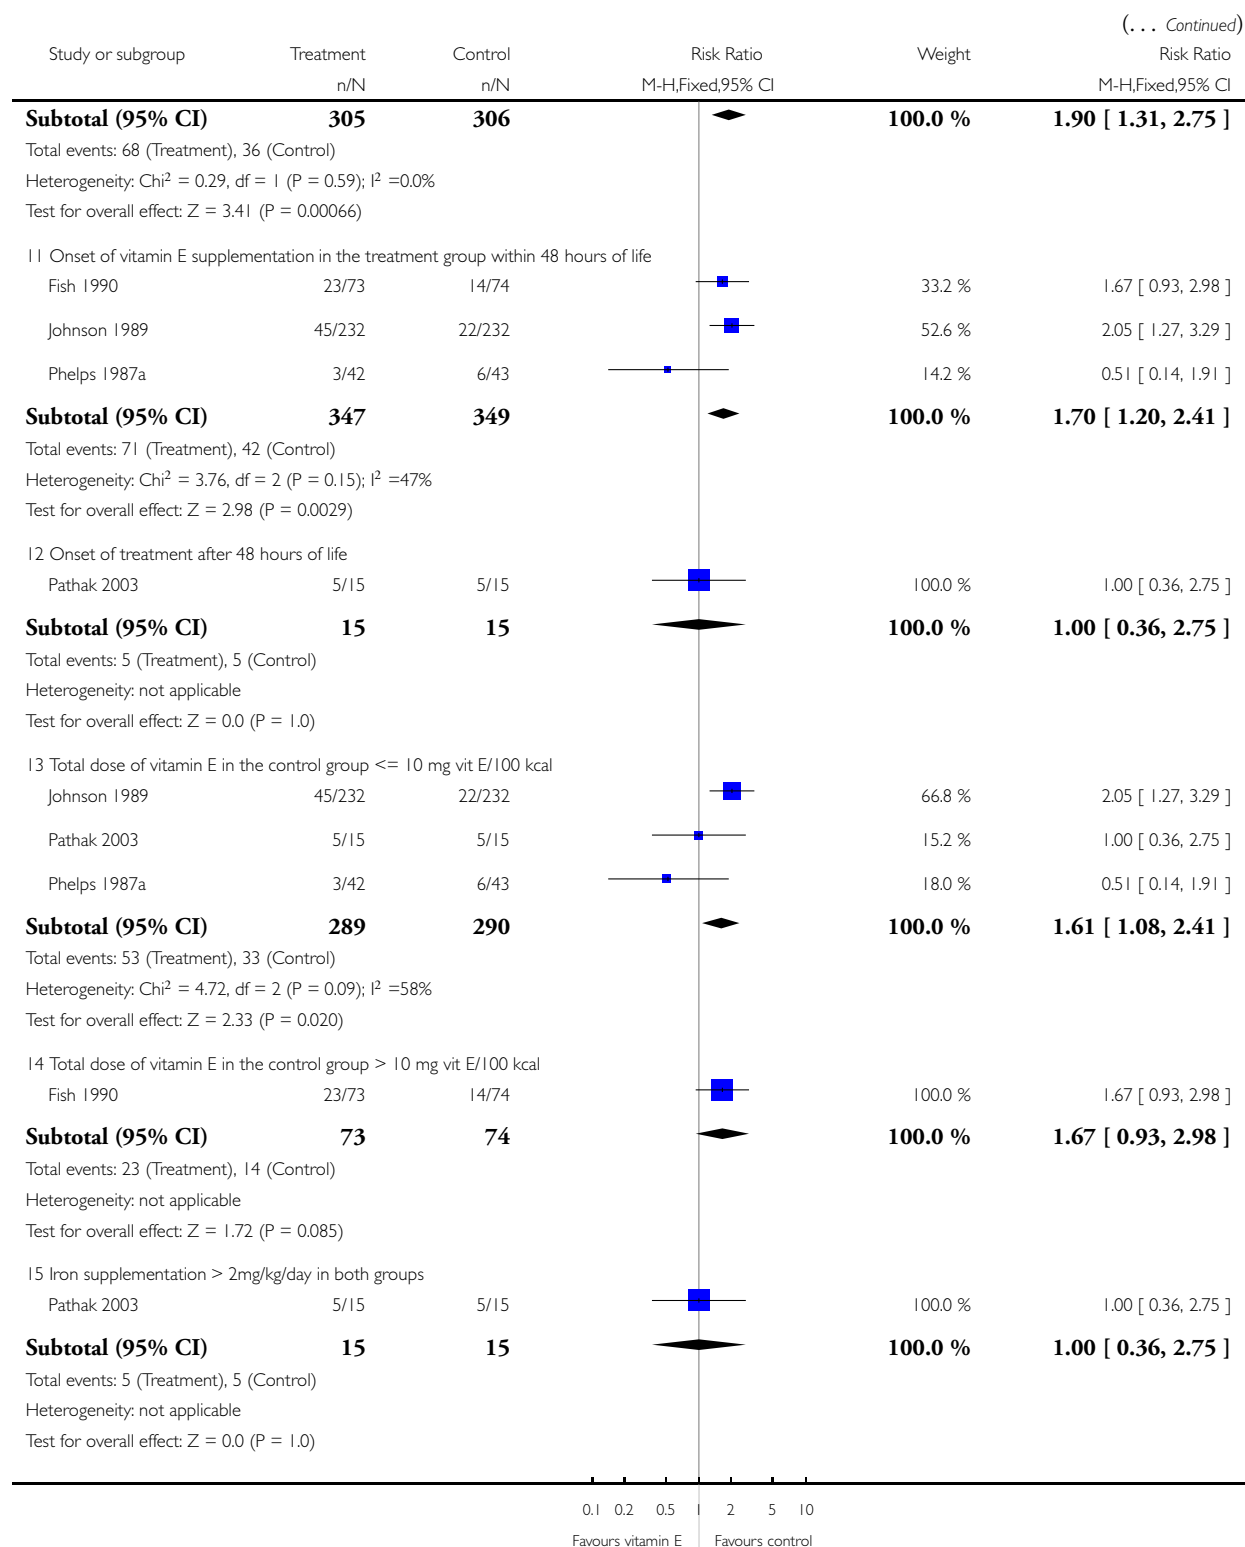 (... Continued)
Study or subgroup Treatment Control Risk Ratio Weight Risk Ratio
n/N n/N M-H,Fixed,95% CI M-H,Fixed,95% CI
Subtotal (95% CI) 305 306 100.0 % 1.90 [ 1.31, 2.75 ]
Total events: 68 (Treatment), 36 (Control)
Heterogeneity: Chi² = 0.29, df = 1 (P = 0.59); I² =0.0%
Test for overall effect: Z = 3.41 (P = 0.00066)
11 Onset of vitamin E supplementation in the treatment group within 48 hours of life
Fish 1990 23/73 14/74 33.2 % 1.67 [ 0.93, 2.98 ]
Johnson 1989 45/232 22/232 52.6 % 2.05 [ 1.27, 3.29 ]
Phelps 1987a 3/42 6/43 14.2 % 0.51 [ 0.14, 1.91 ]
Subtotal (95% CI) 347 349 100.0 % 1.70 [ 1.20, 2.41 ]
Total events: 71 (Treatment), 42 (Control)
Heterogeneity: Chi² = 3.76, df = 2 (P = 0.15); I² =47%
Test for overall effect: Z = 2.98 (P = 0.0029)
12 Onset of treatment after 48 hours of life
Pathak 2003 5/15 5/15 100.0 % 1.00 [ 0.36, 2.75 ]
Subtotal (95% CI) 15 15 100.0 % 1.00 [ 0.36, 2.75 ]
Total events: 5 (Treatment), 5 (Control)
Heterogeneity: not applicable
Test for overall effect: Z = 0.0 (P = 1.0)
13 Total dose of vitamin E in the control group <= 10 mg vit E/100 kcal
Johnson 1989 45/232 22/232 66.8 % 2.05 [ 1.27, 3.29 ]
Pathak 2003 5/15 5/15 15.2 % 1.00 [ 0.36, 2.75 ]
Phelps 1987a 3/42 6/43 18.0 % 0.51 [ 0.14, 1.91 ]
Subtotal (95% CI) 289 290 100.0 % 1.61 [ 1.08, 2.41 ]
Total events: 53 (Treatment), 33 (Control)
Heterogeneity: Chi² = 4.72, df = 2 (P = 0.09); I² =58%
Test for overall effect: Z = 2.33 (P = 0.020)
14 Total dose of vitamin E in the control group > 10 mg vit E/100 kcal
Fish 1990 23/73 14/74 100.0 % 1.67 [ 0.93, 2.98 ]
Subtotal (95% CI) 73 74 100.0 % 1.67 [ 0.93, 2.98 ]
Total events: 23 (Treatment), 14 (Control)
Heterogeneity: not applicable
Test for overall effect: Z = 1.72 (P = 0.085)
15 Iron supplementation > 2mg/kg/day in both groups
Pathak 2003 5/15 5/15 100.0 % 1.00 [ 0.36, 2.75 ]
Subtotal (95% CI) 15 15 100.0 % 1.00 [ 0.36, 2.75 ]
Total events: 5 (Treatment), 5 (Control)
Heterogeneity: not applicable
Test for overall effect: Z = 0.0 (P = 1.0)
0.1 0.2 0.5 1 2 5 10
Favours vitamin E Favours control